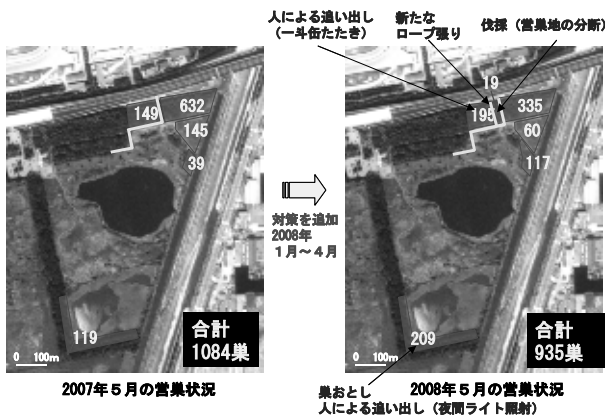 人による追い出し
(一斗缶たたき)
新たな
ロープ張り
伐採（営巣地の分断）
149
632
145
39
119
合計
1084巣
0 100m
2007年５月の営巣状況
対策を追加
2008年
１月～４月
19
195
335
60
117
209
合計
935巣
0 100m
2008年５月の営巣状況
巣おとし
人による追い出し（夜間ライト照射）